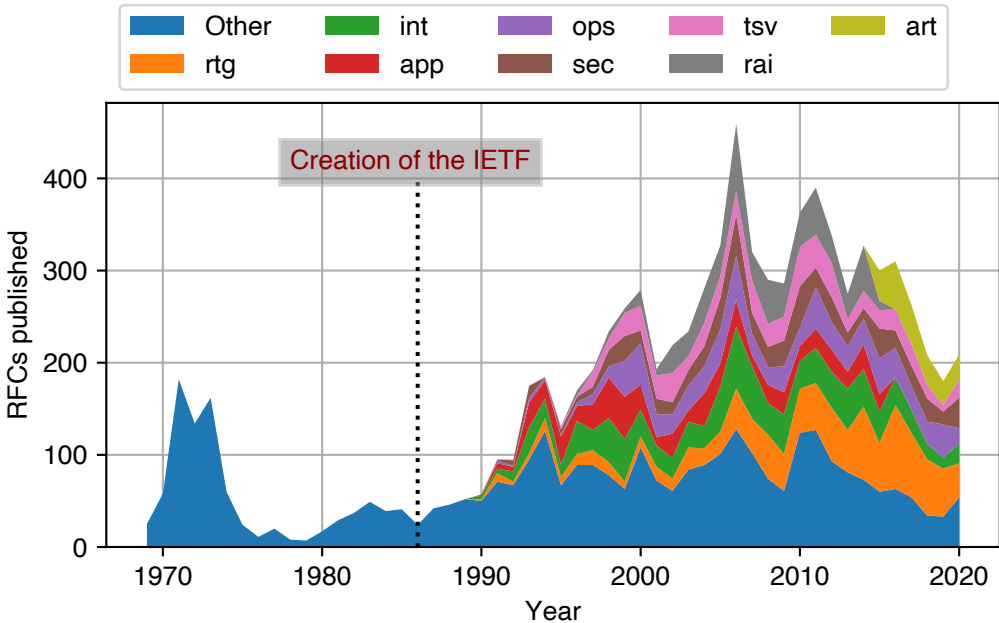 Other int ops tsv art
rtg app sec rai
Creation of the IETF
RFCs published
400
300
200
100
0
1970 1980 1990 2000 2010 2020
Year